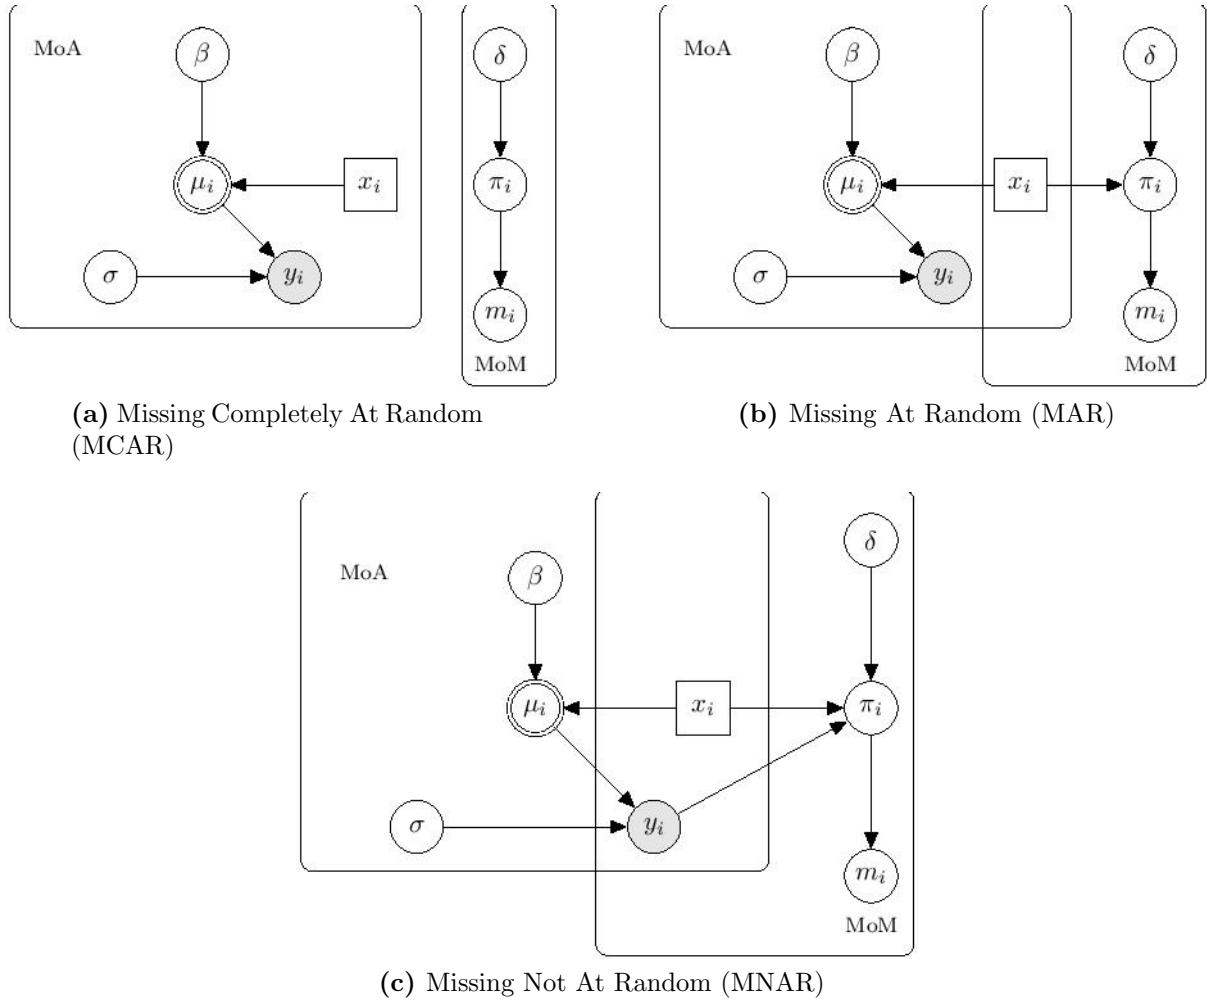 MoA
β
δ
μi
xi
πi
σ
yi
mi
MoM
(a) Missing Completely At Random
(MCAR)
MoA
β
δ
μi
xi
πi
σ
yi
mi
MoM
(b) Missing At Random (MAR)
δ
MoA
β
μi
xi
πi
σ
yi
mi
MoM
(c) Missing Not At Random (MNAR)